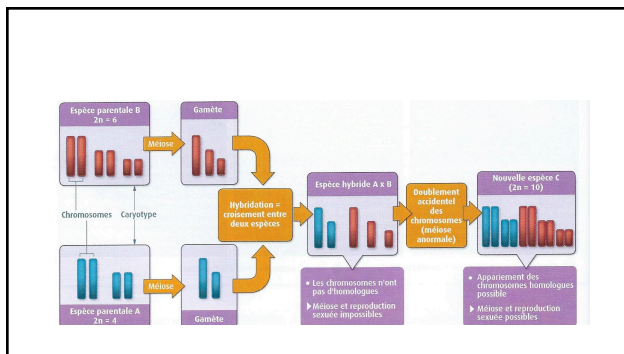 Espèce parentale B
2n = 6
Méiose
Gamète
Chromosomes
Caryotype
Espèce parentale A
2n = 4
Méiose
Gamète
Hybridation =
croisement entre
deux espèces
Espèce hybride A x B
• Les chromosomes n'ont
pas d'homologues
▶ Méiose et reproduction
sexuée impossibles
Doublement
accidentel
des
chromosomes
(méiose
anormale)
Nouvelle espèce C
(2n = 10)
• Appariement des
chromosomes homologues
possible
▶ Méiose et reproduction
sexuée possibles